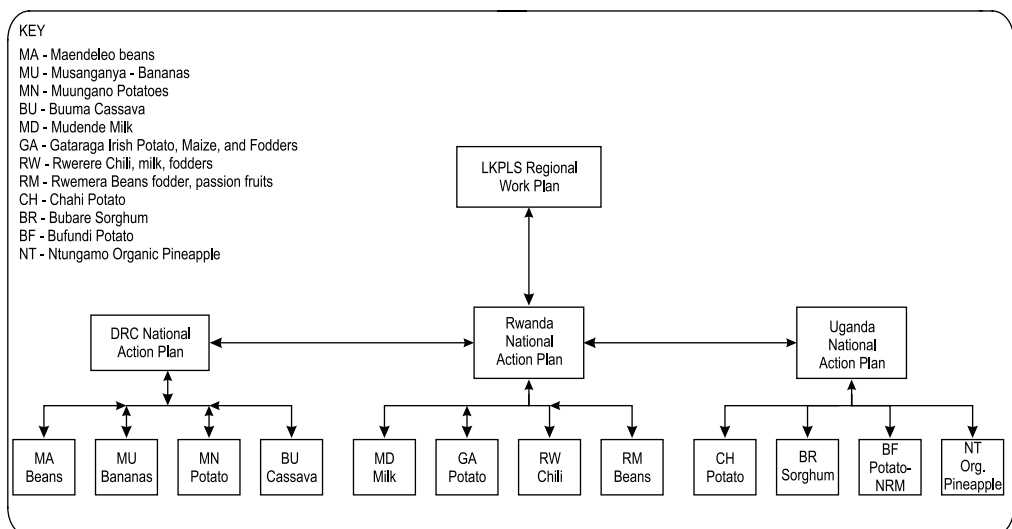 KEY
MA - Maendeleo beans
MU - Musanganya - Bananas
MN - Muungano Potatoes
BU - Buuma Cassava
MD - Mudende Milk
GA - Gataraga Irish Potato, Maize, and Fodders
RW - Rwerere Chili, milk, fodders
RM - Rwemera Beans fodder, passion fruits
CH - Chahi Potato
BR - Bubare Sorghum
BF - Bufundi Potato
NT - Ntungamo Organic Pineapple
LKPLS Regional
Work Plan
DRC National
Action Plan
Rwanda
National
Action Plan
Uganda
National
Action Plan
MA
Beans
MU
Bananas
MN
Potato
BU
Cassava
MD
Milk
GA
Potato
RW
Chili
RM
Beans
CH
Potato
BR
Sorghum
BF
Potato-
NRM
NT
Org.
Pineapple